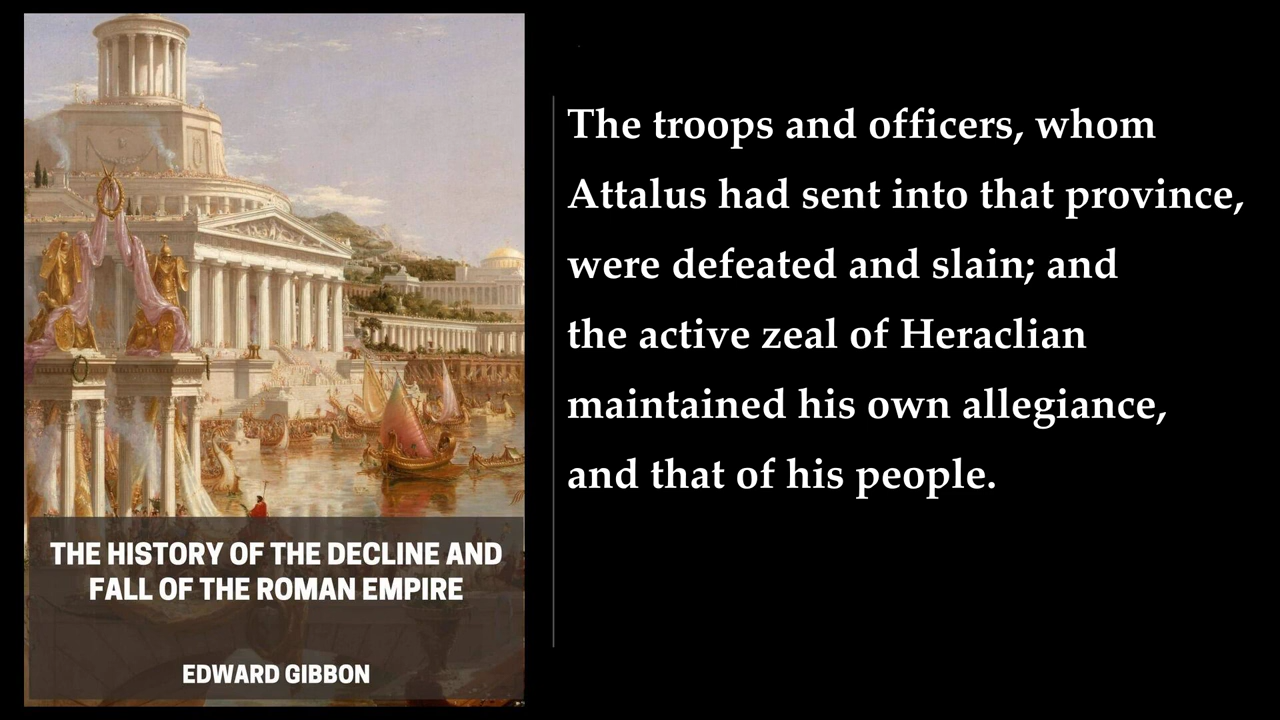 THE HISTORY OF THE DECLINE AND
FALL OF THE ROMAN EMPIRE
EDWARD GIBBON
The troops and officers, whom
Attalus had sent into that province,
were defeated and slain; and
the active zeal of Heraclian
maintained his own allegiance,
and that of his people.